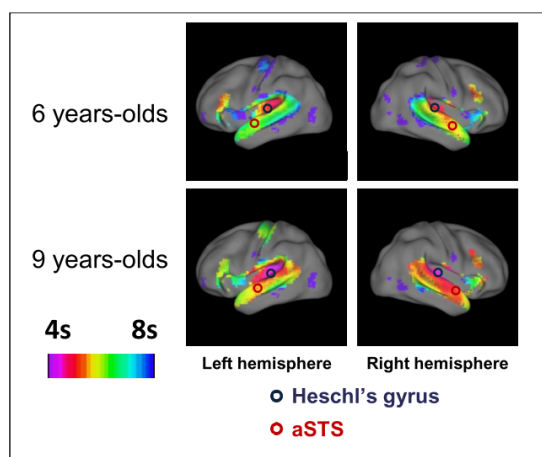 6 years-olds
9 years-olds
4s 8s
Left hemisphere Right hemisphere
Heschl's gyrus
aSTS